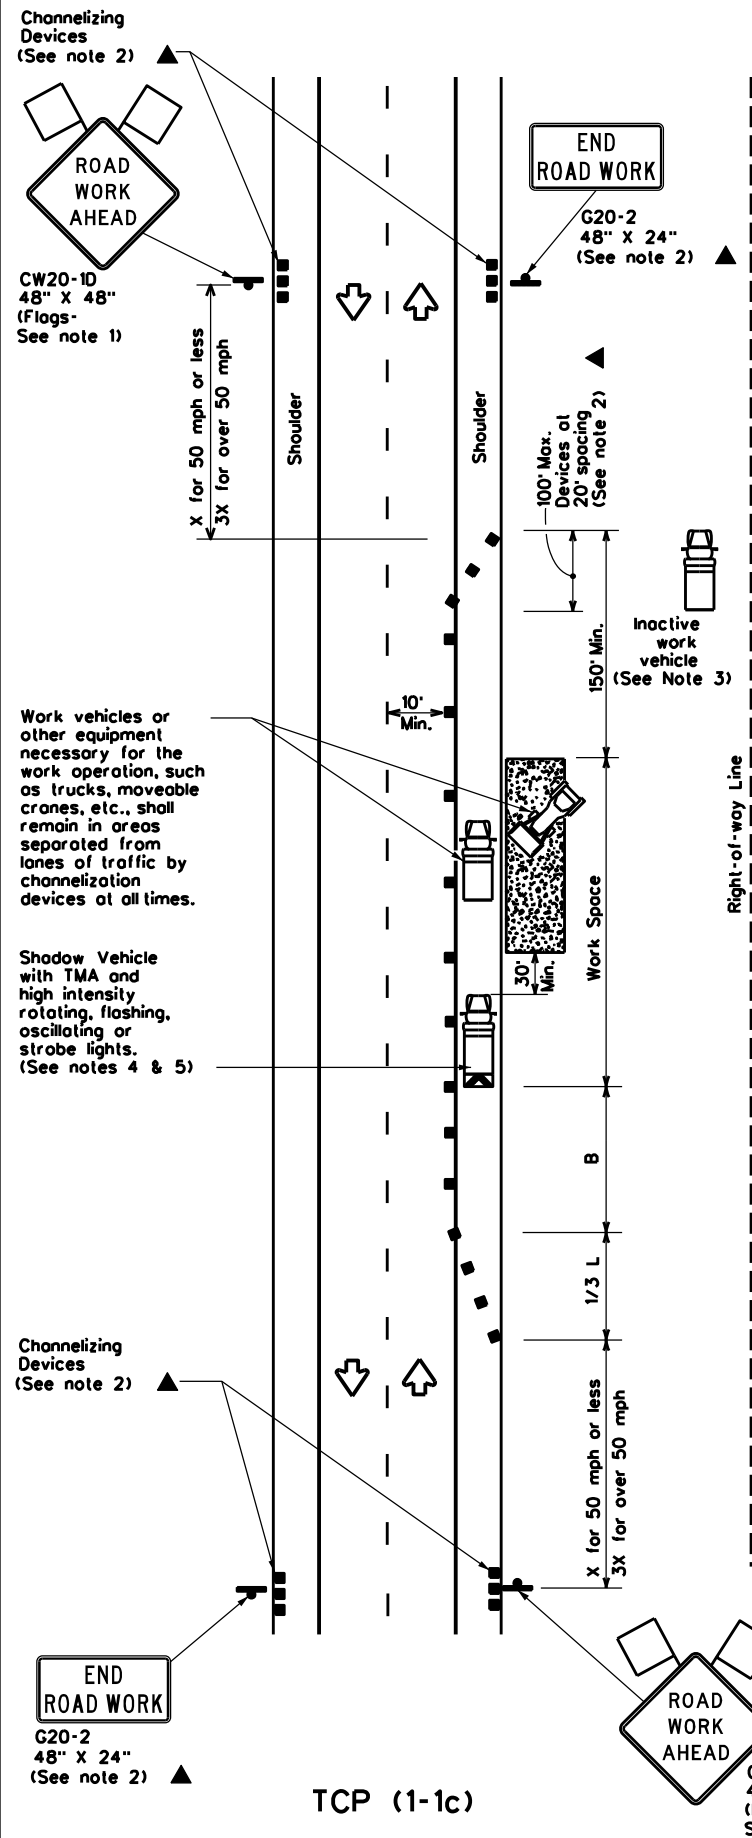 Channelizing
Devices
(See note 2) ▲
ROAD
WORK
AHEAD
CW20-1D
48" X 48"
(Flags-
See note 1)
END
ROAD WORK
G20-2
48" X 24"
(See note 2) ▲
X for 50 mph or less
3X for over 50 mph
Shoulder
Shoulder
100' Max.
Devices at
20' spacing
(See note 2)
150' Min.
Inactive
work
vehicle
(See Note 3)
10'
Min.
Work vehicles or
other equipment
necessary for the
work operation, such
as trucks, moveable
cranes, etc., shall
remain in areas
separated from
lanes of traffic by
channelization
devices at all times.
Right-of-way Line
Work Space
30'
Min.
Shadow Vehicle
with TMA and
high intensity
rotating, flashing,
oscillating or
strobe lights.
(See notes 4 & 5)
B
1/3 L
Channelizing
Devices
(See note 2) ▲
X for 50 mph or less
3X for over 50 mph
END
ROAD WORK
G20-2
48" X 24"
(See note 2) ▲
ROAD
WORK
AHEAD
TCP (1-1c)